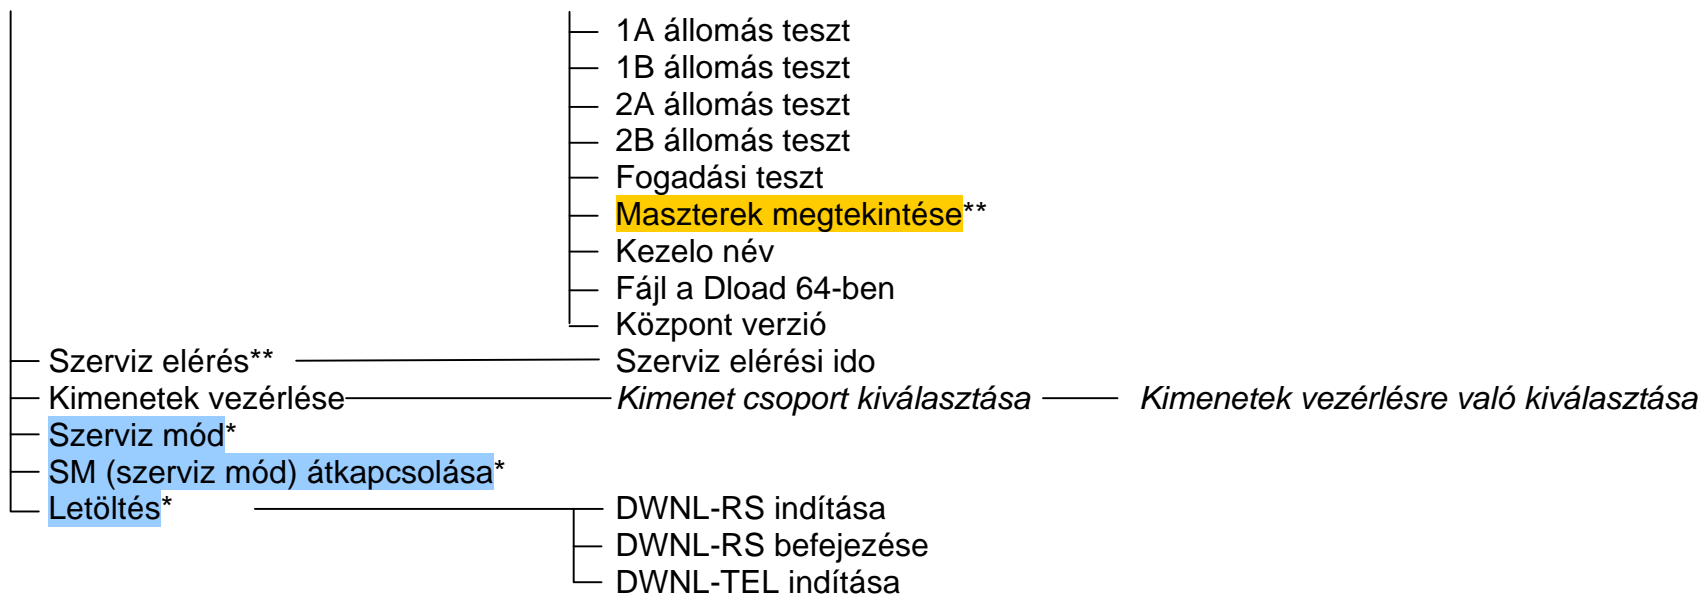 1A állomás teszt
1B állomás teszt
2A állomás teszt
2B állomás teszt
Fogadási teszt
Maszterek megtekintése**
Kezelo név
Fájl a Dload 64-ben
Központ verzió
Szerviz elérés** Szerviz elérési ido
Kimenetek vezérlése Kimenet csoport kiválasztása Kimenetek vezérlésre való kiválasztása
Szerviz mód*
SM (szerviz mód) átkapcsolása*
Letöltés* DWNL-RS indítása
DWNL-RS befejezése
DWNL-TEL indítása